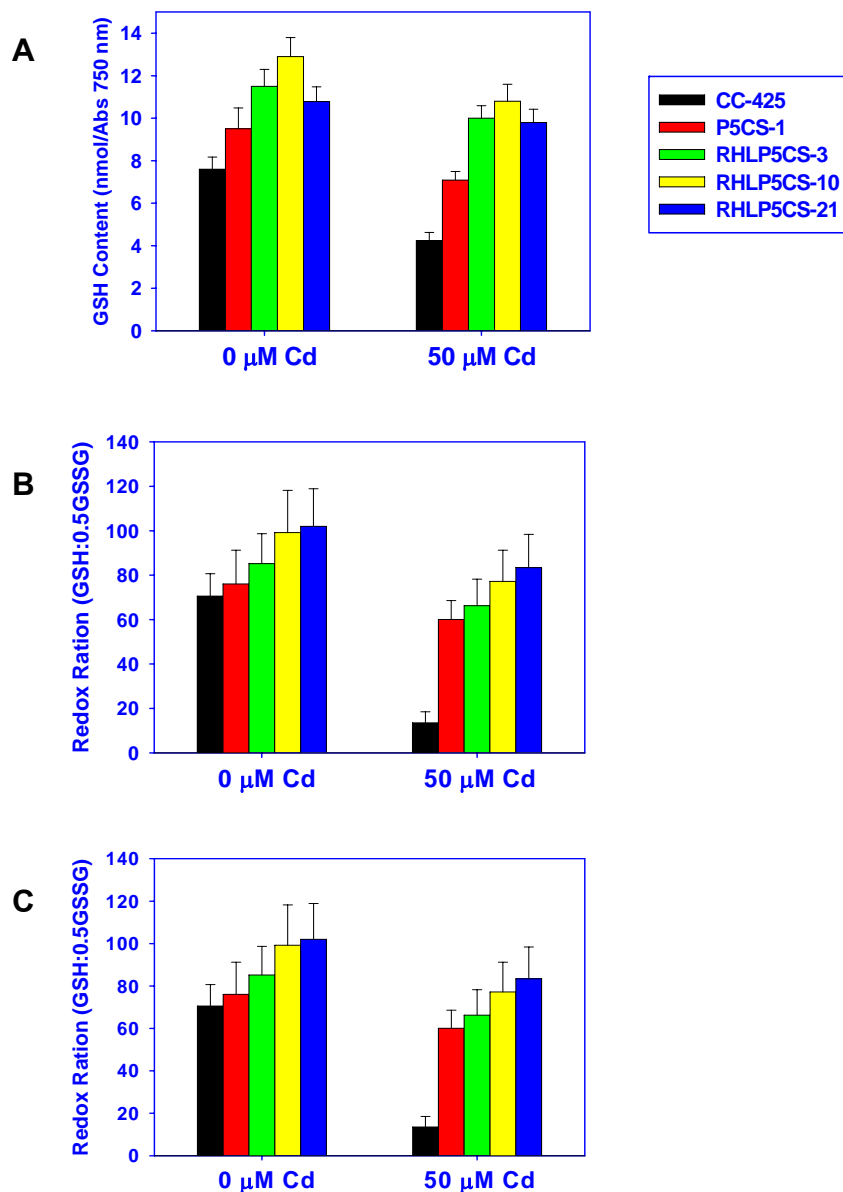 A
GSH Content (nmol/Abs 750 nm)
14
12
10
8
6
4
2
0
0 μM Cd
50 μM Cd
CC-425
P5CS-1
RHLP5CS-3
RHLP5CS-10
RHLP5CS-21
B
Redox Ration (GSH:0.5GSSG)
140
120
100
80
60
40
20
0
0 μM Cd
50 μM Cd
C
Redox Ration (GSH:0.5GSSG)
140
120
100
80
60
40
20
0
0 μM Cd
50 μM Cd